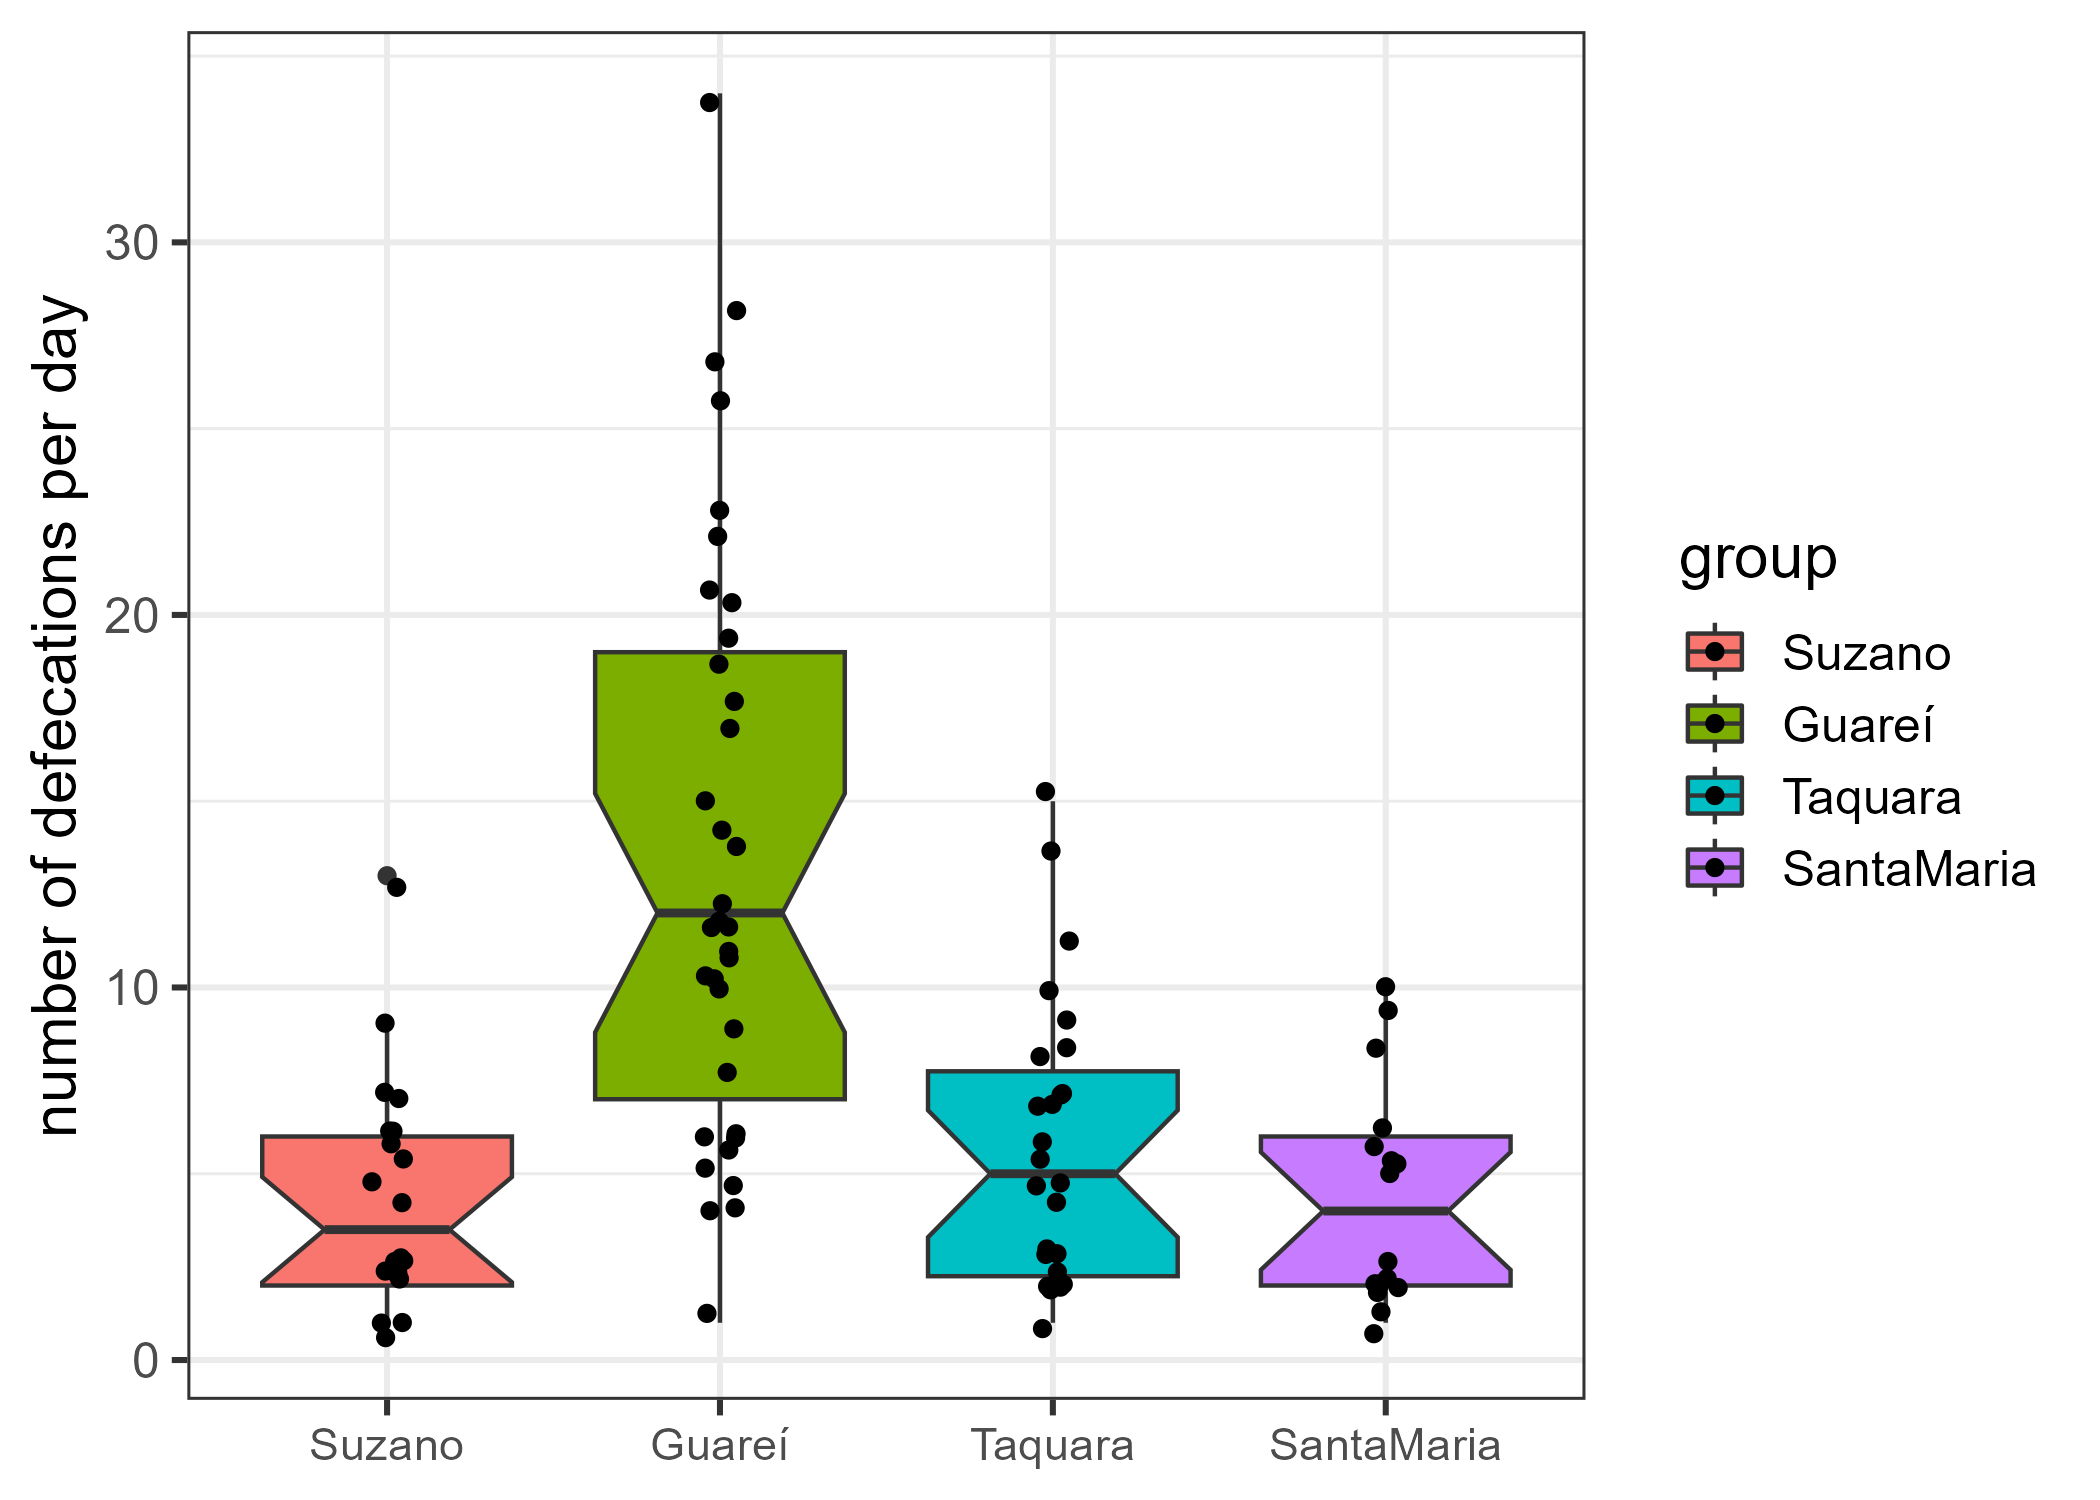 number of defecations per day
30
20
10
0
Suzano
Guareí
Taquara
SantaMaria
group
Suzano
Guareí
Taquara
SantaMaria